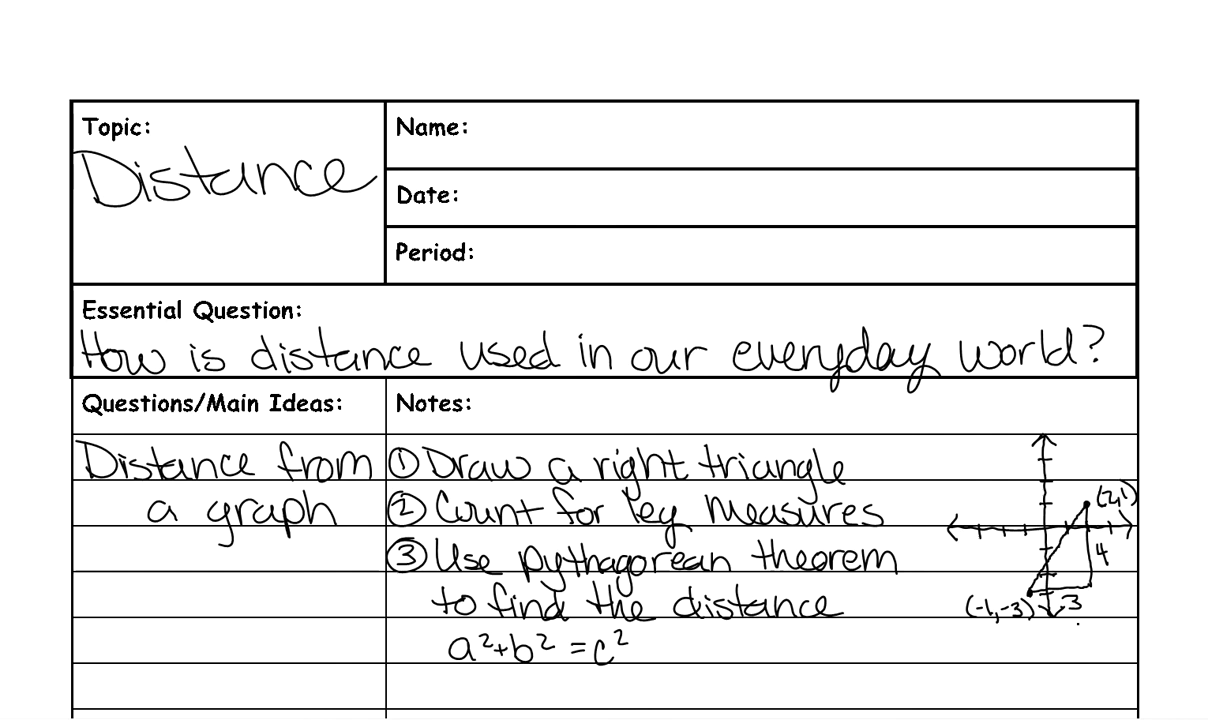 Topic:
Distance
Name:
Date:
Period:
Essential Question:
How is distance used in our everyday world?
Questions/Main Ideas:
Distance from
a graph
Notes:
① Draw a right triangle
② Count for leg measures
③ Use pythagorean theorem
to find the distance
a²+b²=c²
(2,1)
4
(-1,-3)
3